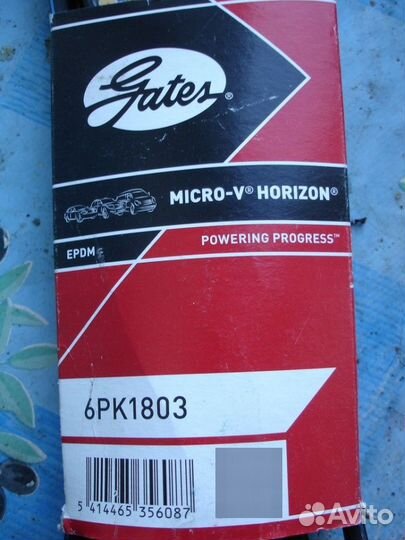 Gates®
MICRO-V® HORIZON®
EPDM
POWERING PROGRESS™
6PK1803
5 414465 356087
Avito